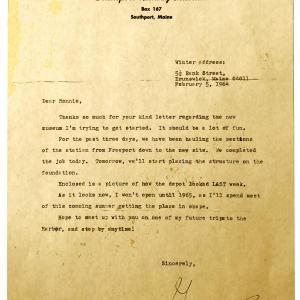 Box 167
Southport, Maine
Winter Address:
5½ Bank Street,
Brunswick, Maine 04011
February 5, 1964
Dear Ronnie,
Thanks so much for your kind letter regarding the new
museum I'm trying to get started. It should be a lot of fun.
For the past three days, we have been hauling the sections
of the station from Freeport down to the new site. We completed
the job today. Tomorrow, we'll start placing the structure on the
foundation.
Enclosed is a picture of how the depot looked LAST week.
As it looks now, I won't open until 1965, as I'll spend most
of this coming summer getting the place in shape.
Hope to meet up with you on one of my future trips to the
Harbor, and stop by anytime!
Sincerely,